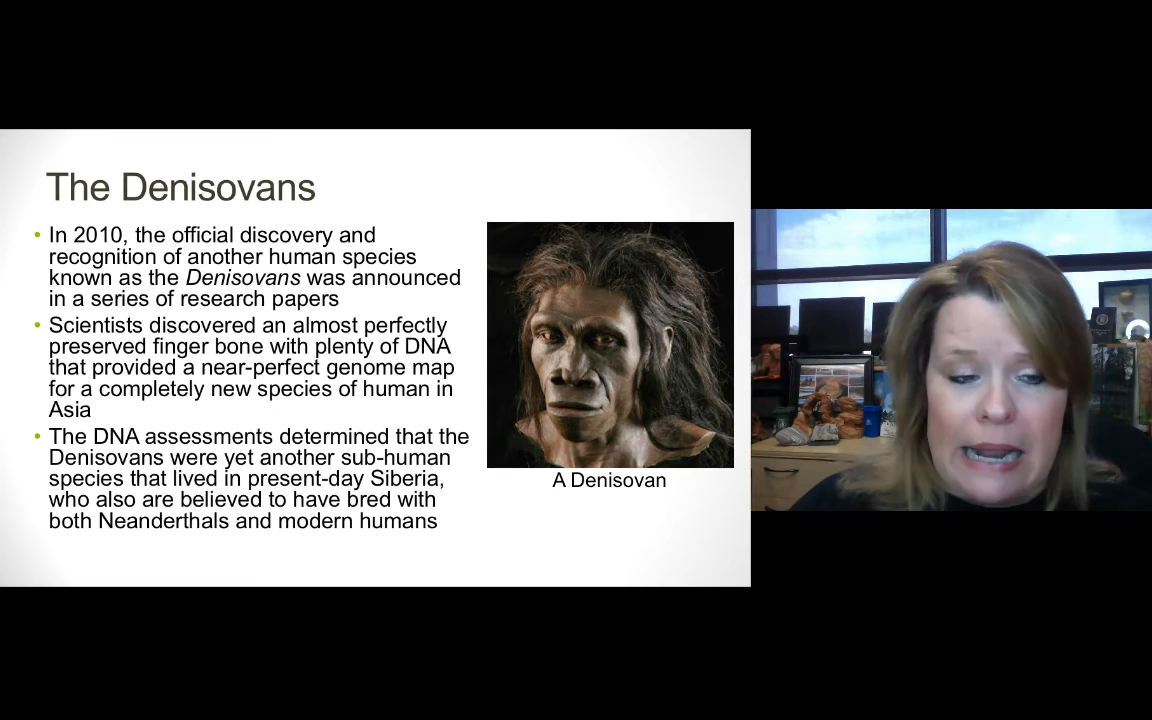 The Denisovans
• In 2010, the official discovery and
recognition of another human species
known as the Denisovans was announced
in a series of research papers
• Scientists discovered an almost perfectly
preserved finger bone with plenty of DNA
that provided a near-perfect genome map
for a completely new species of human in
Asia
• The DNA assessments determined that the
Denisovans were yet another sub-human
species that lived in present-day Siberia,
who also are believed to have bred with
both Neanderthals and modern humans
A Denisovan